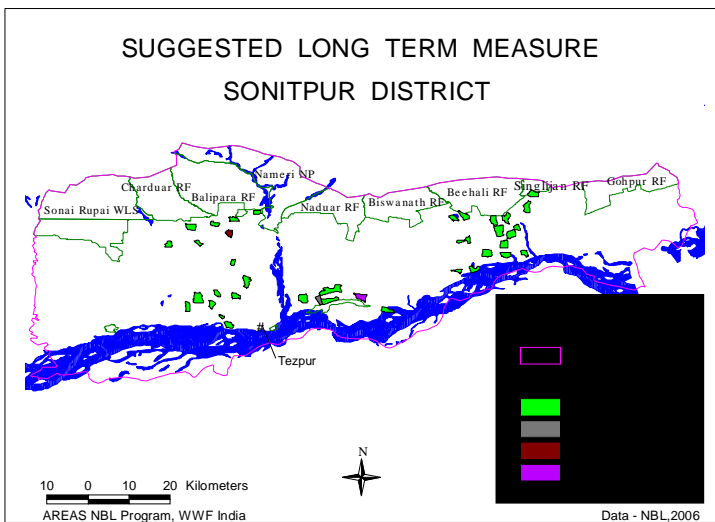 SUGGESTED LONG TERM MEASURE
SONITPUR DISTRICT
Nameri NP
Charduar RF
Balipara RF
Sonai Rupai WLS
Naduar RF
Biswanath RF
Beehali RF
Singlijan RF
Gohpur RF
#
Tezpur
N
10 0 10 20 Kilometers
AREAS NBL Program, WWF India
Data - NBL,2006